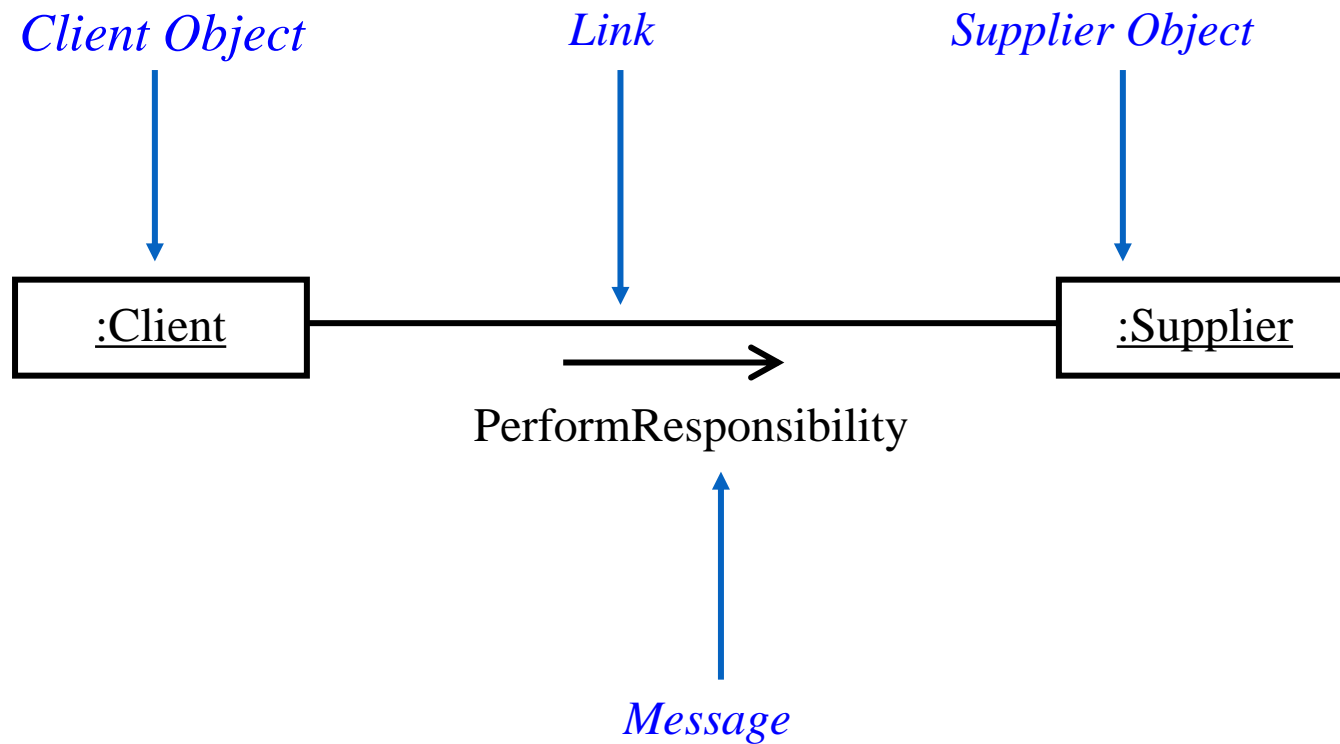 Client Object
Link
Supplier Object
:Client
:Supplier
PerformResponsibility
Message